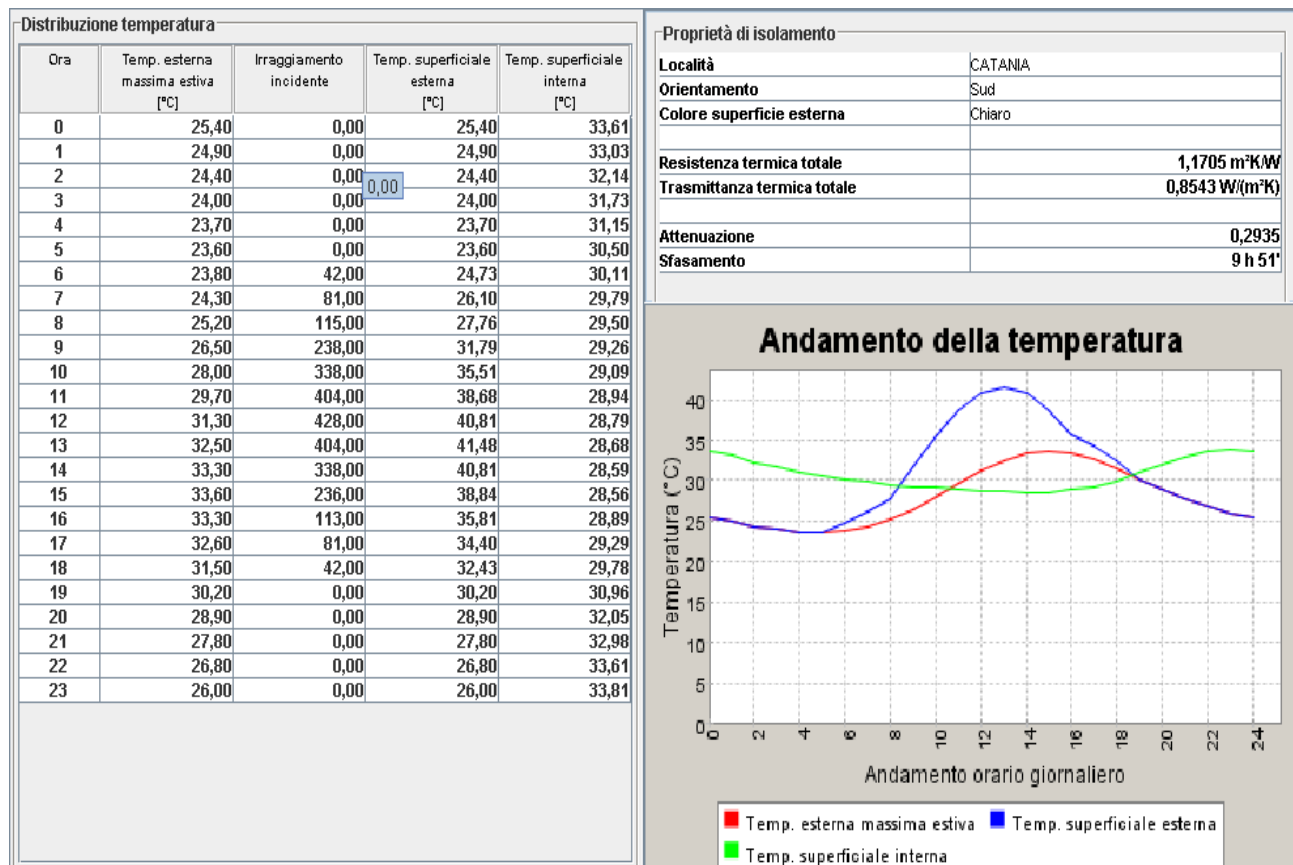 Distribuzione temperatura
Ora Temp. esterna massima estiva [°C] Irraggiamento incidente Temp. superficiale esterna [°C] Temp. superficiale interna [°C]
0 25,40 0,00 25,40 33,61
1 24,90 0,00 24,90 33,03
2 24,40 0,00 24,40 32,14
0,00
3 24,00 0,00 24,00 31,73
4 23,70 0,00 23,70 31,15
5 23,60 0,00 23,60 30,50
6 23,80 42,00 24,73 30,11
7 24,30 81,00 26,10 29,79
8 25,20 115,00 27,76 29,50
9 26,50 238,00 31,79 29,26
10 28,00 338,00 35,51 29,09
11 29,70 404,00 38,68 28,94
12 31,30 428,00 40,81 28,79
13 32,50 404,00 41,48 28,68
14 33,30 338,00 40,81 28,59
15 33,60 236,00 38,84 28,56
16 33,30 113,00 35,81 28,89
17 32,60 81,00 34,40 29,29
18 31,50 42,00 32,43 29,78
19 30,20 0,00 30,20 30,96
20 28,90 0,00 28,90 32,05
21 27,80 0,00 27,80 32,98
22 26,80 0,00 26,80 33,61
23 26,00 0,00 26,00 33,81
Proprietà di isolamento
Località CATANIA
Orientamento Sud
Colore superficie esterna Chiaro
Resistenza termica totale 1,1705 m²K/W
Trasmittanza termica totale 0,8543 W/(m²K)
Attenuazione 0,2935
Sfasamento 9 h 51'
Andamento della temperatura
Temperatura (°C)
40
35
30
25
20
15
10
5
0
0 2 4 6 8 10 12 14 16 18 20 22 24
Andamento orario giornaliero
Temp. esterna massima estiva Temp. superficiale esterna
Temp. superficiale interna